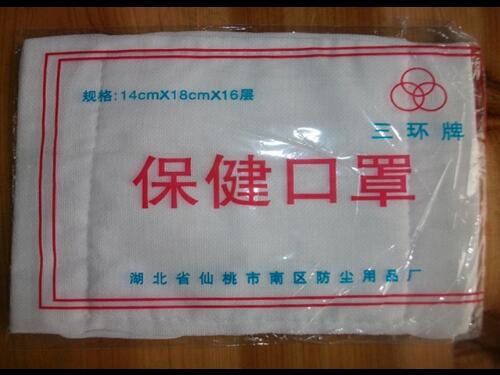 规格:14cmX18cmX16层
三环牌
保健口罩
湖北省仙桃市南区防尘用品厂